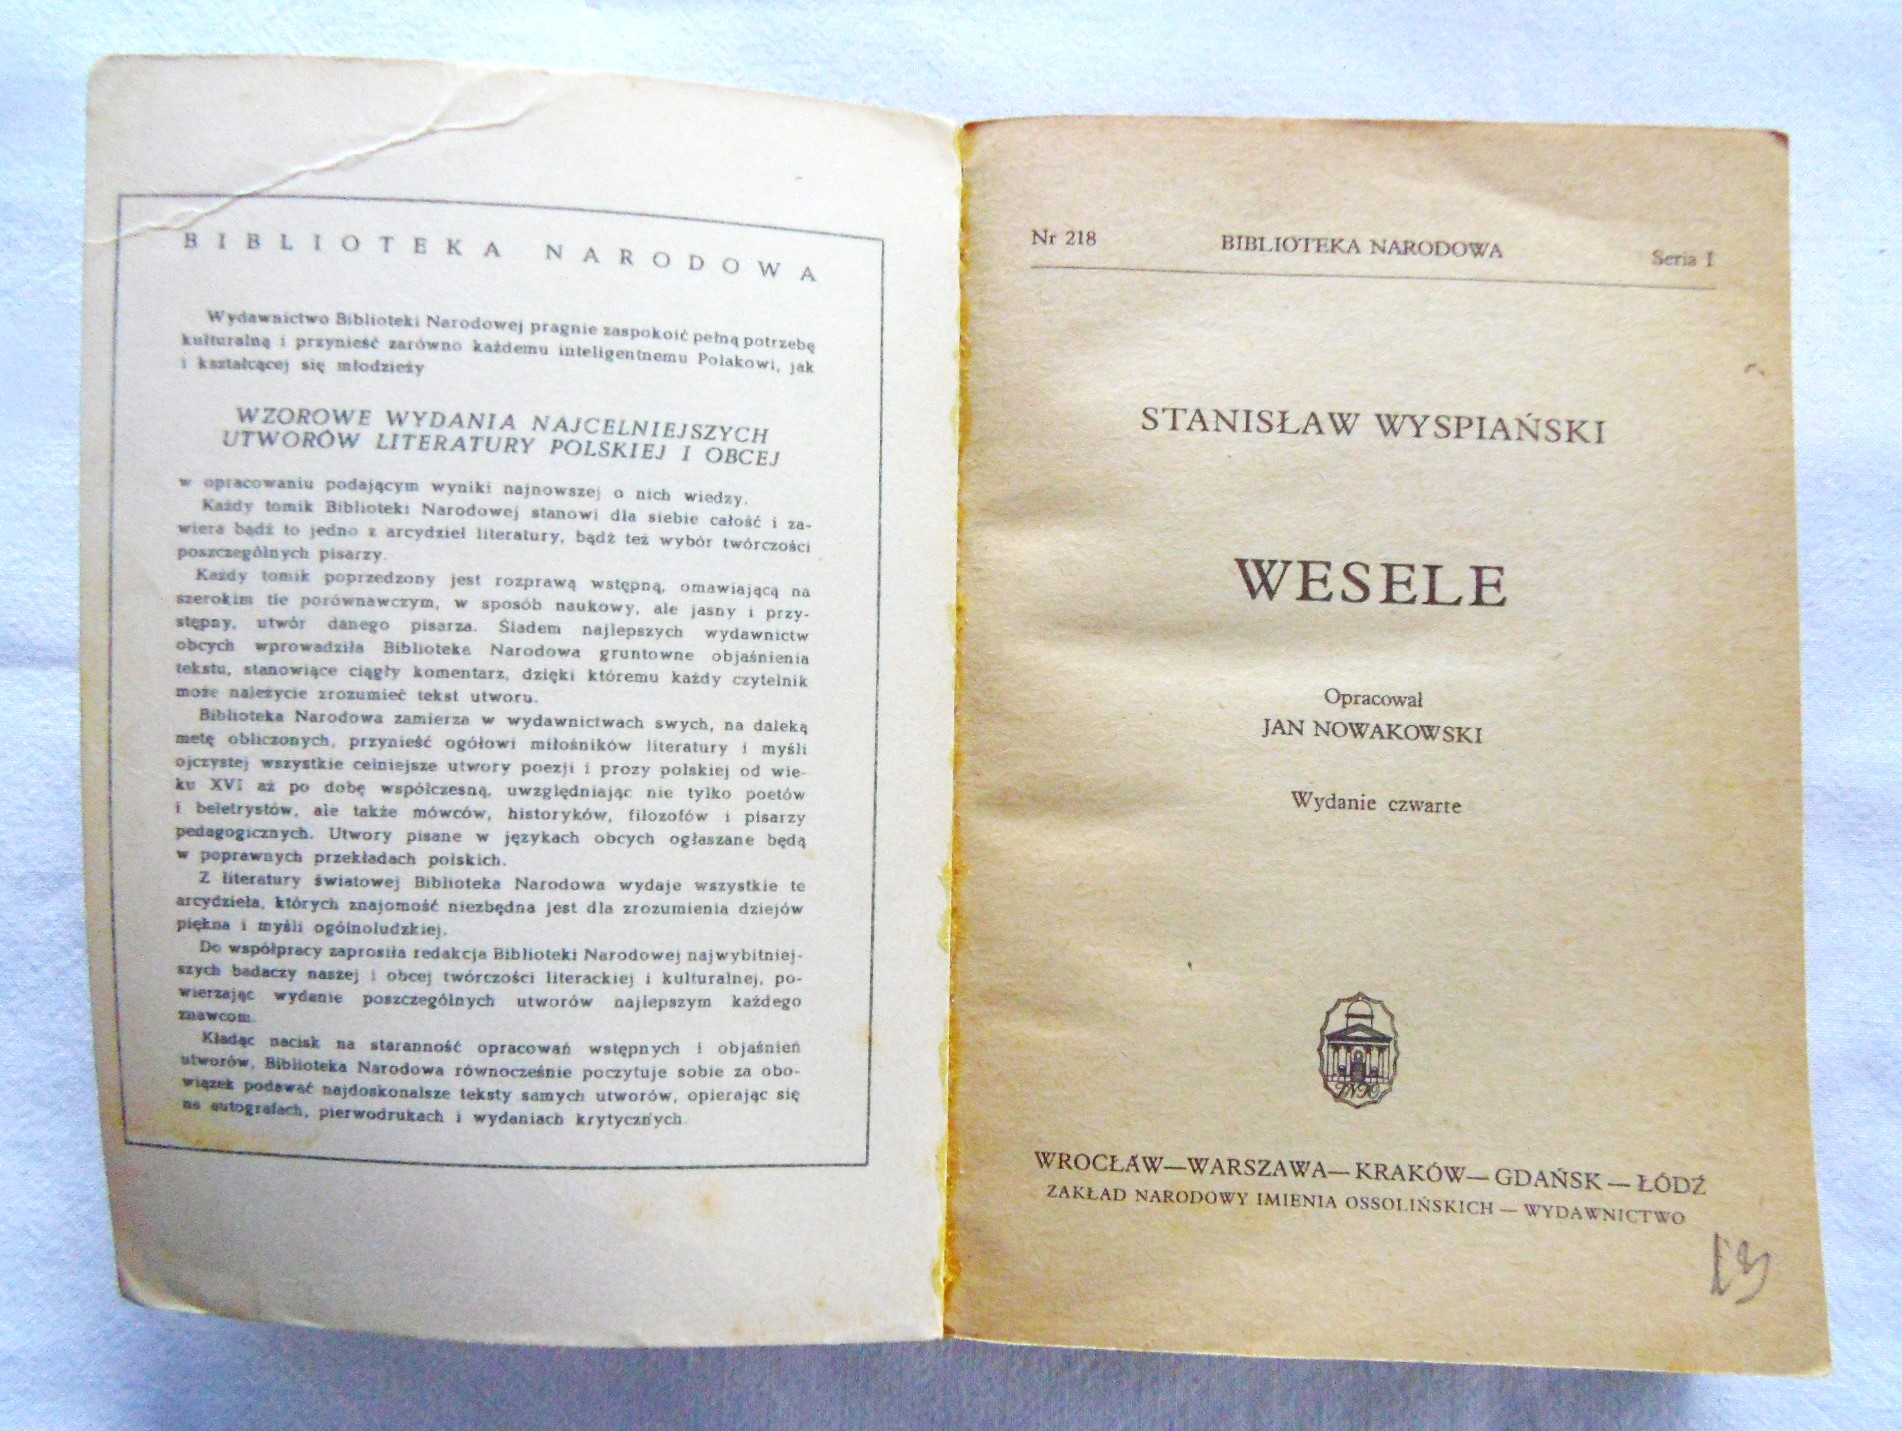 BIBLIOTEKA NARODOWA
Wydawnictwo Biblioteki Narodowej pragnie zaspokoić pełną potrzebę
kulturalną i przynieść zarówno każdemu inteligentnemu Polakowi, jak
i kształcącej się młodzieży
WZOROWE WYDANIA NAJCELNIEJSZYCH
UTWORÓW LITERATURY POLSKIEJ I OBCEJ
w opracowaniu podającym wyniki najnowszej o nich wiedzy.
Każdy tomik Biblioteki Narodowej stanowi dla siebie całość i za-
wiera bądź to jedno z arcydzieł literatury, bądź też wybór twórczości
poszczególnych pisarzy.
Każdy tomik poprzedzony jest rozprawą wstępną, omawiającą na
szerokim tle porównawczym, w sposób naukowy, ale jasny i przy-
stępny, utwór danego pisarza. Śladem najlepszych wydawnictw
obcych wprowadziła Biblioteka Narodowa gruntowne objaśnienia
tekstu, stanowiące ciągły komentarz, dzięki któremu każdy czytelnik
może należycie zrozumieć tekst utworu.
Biblioteka Narodowa zamierza w wydawnictwach swych, na daleką
metę obliczonych, przynieść ogółowi miłośników literatury i myśli
ojczystej wszystkie celniejsze utwory poezji i prozy polskiej od wie-
ku XVI aż po dobę współczesną, uwzględniając nie tylko poetów
i beletrystów, ale także mówców, historyków, filozofów i pisarzy
pedagogicznych. Utwory pisane w językach obcych ogłaszane będą
w poprawnych przekładach polskich.
Z literatury światowej Biblioteka Narodowa wydaje wszystkie te
arcydzieła, których znajomość niezbędna jest dla zrozumienia dziejów
piękna i myśli ogólnoludzkiej.
Do współpracy zaprosiła redakcja Biblioteki Narodowej najwybitniej-
szych badaczy naszej i obcej twórczości literackiej i kulturalnej, po-
wierzając wydanie poszczególnych utworów najlepszym każdego
znawcom.
Kładąc nacisk na staranność opracowań wstępnych i objaśnień
utworów, Biblioteka Narodowa równocześnie poczytuje sobie za obo-
wiązek podawać najdoskonalsze teksty samych utworów, opierając się
na autografach, pierwodrukach i wydaniach krytycznych.
Nr 218 BIBLIOTEKA NARODOWA Seria I
STANISŁAW WYSPIAŃSKI
WESELE
Opracował
JAN NOWAKOWSKI
Wydanie czwarte
WROCŁAW—WARSZAWA—KRAKÓW—GDAŃSK—ŁÓDŹ
ZAKŁAD NARODOWY IMIENIA OSSOLIŃSKICH — WYDAWNICTWO